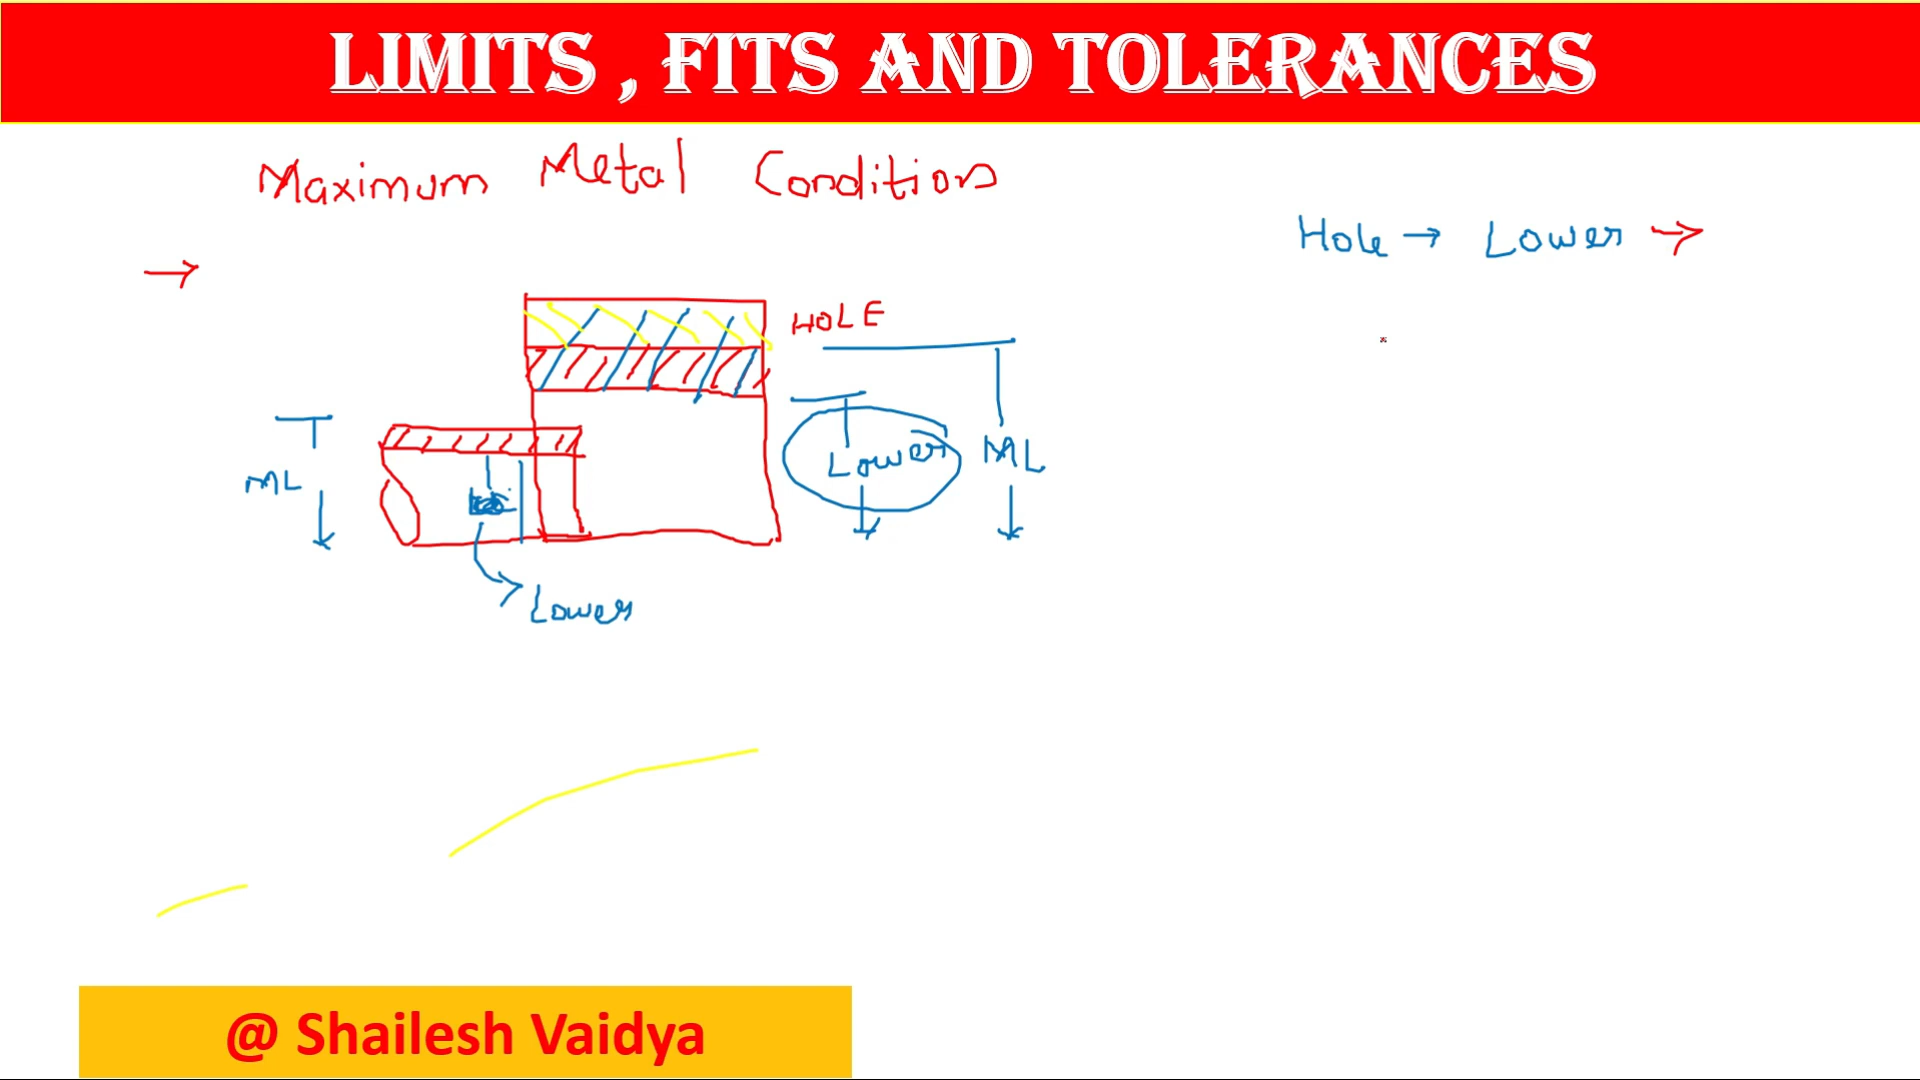 LIMITS , FITS AND TOLERANCES
Maximum Metal Condition
Hole → Lower →
→
HOLE
Lower
ML
ML
Lower
@ Shailesh Vaidya